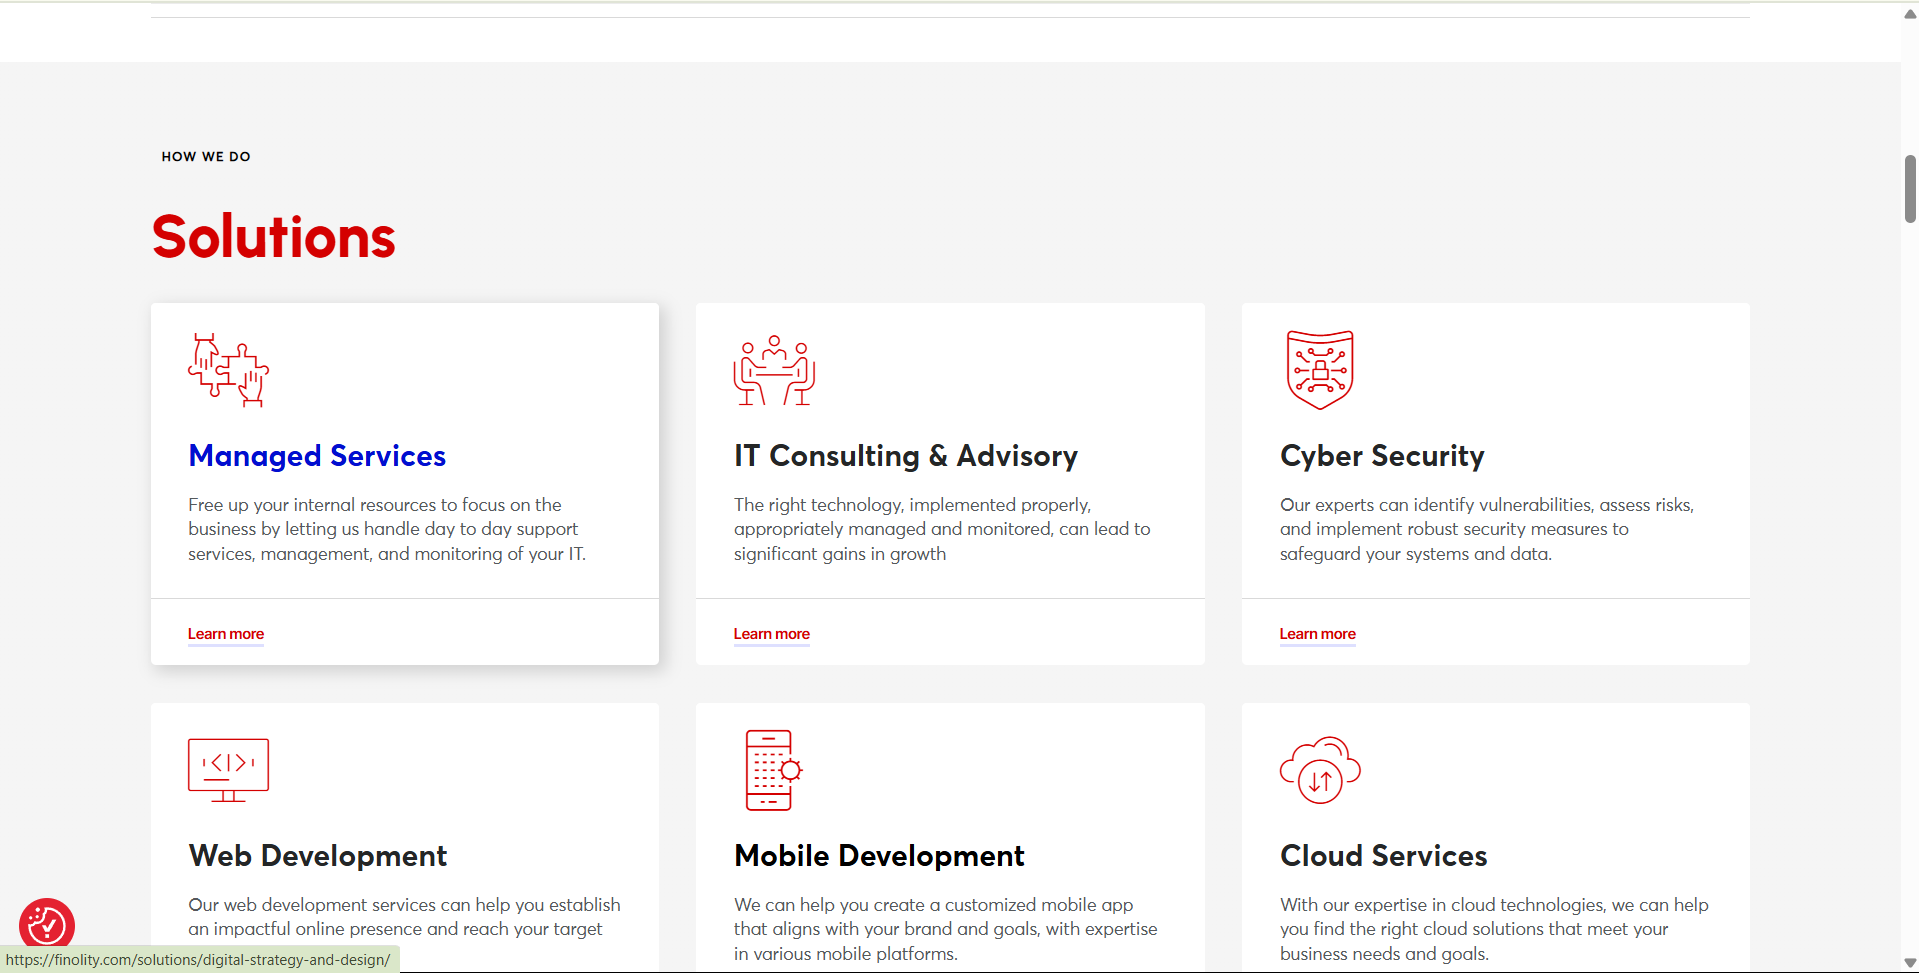 HOW WE DO
Solutions
Managed Services
Free up your internal resources to focus on the
business by letting us handle day to day support
services, management, and monitoring of your IT.
Learn more
IT Consulting & Advisory
The right technology, implemented properly,
appropriately managed and monitored, can lead to
significant gains in growth
Learn more
Cyber Security
Our experts can identify vulnerabilities, assess risks,
and implement robust security measures to
safeguard your systems and data.
Learn more
Web Development
Our web development services can help you establish
an impactful online presence and reach your target
Mobile Development
We can help you create a customized mobile app
that aligns with your brand and goals, with expertise
in various mobile platforms.
Cloud Services
With our expertise in cloud technologies, we can help
you find the right cloud solutions that meet your
business needs and goals.
https://finolity.com/solutions/digital-strategy-and-design/